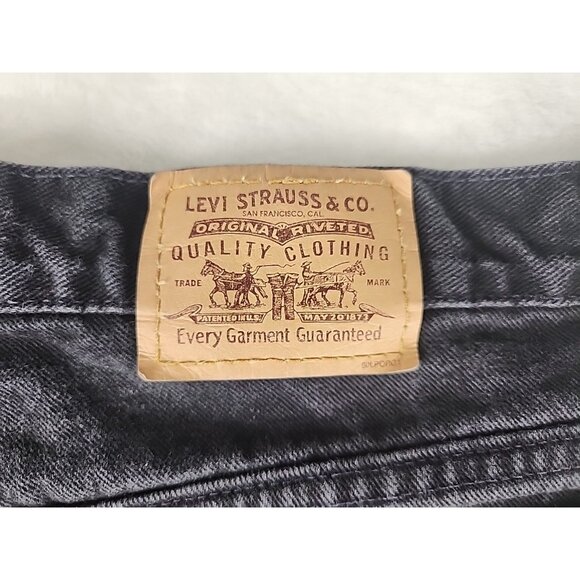 LEVI STRAUSS & CO.
SAN FRANCISCO, CAL.
ORIGINAL RIVETED
QUALITY CLOTHING
TRADE MARK
PATENTED IN U.S. MAY 20 1873
Every Garment Guaranteed